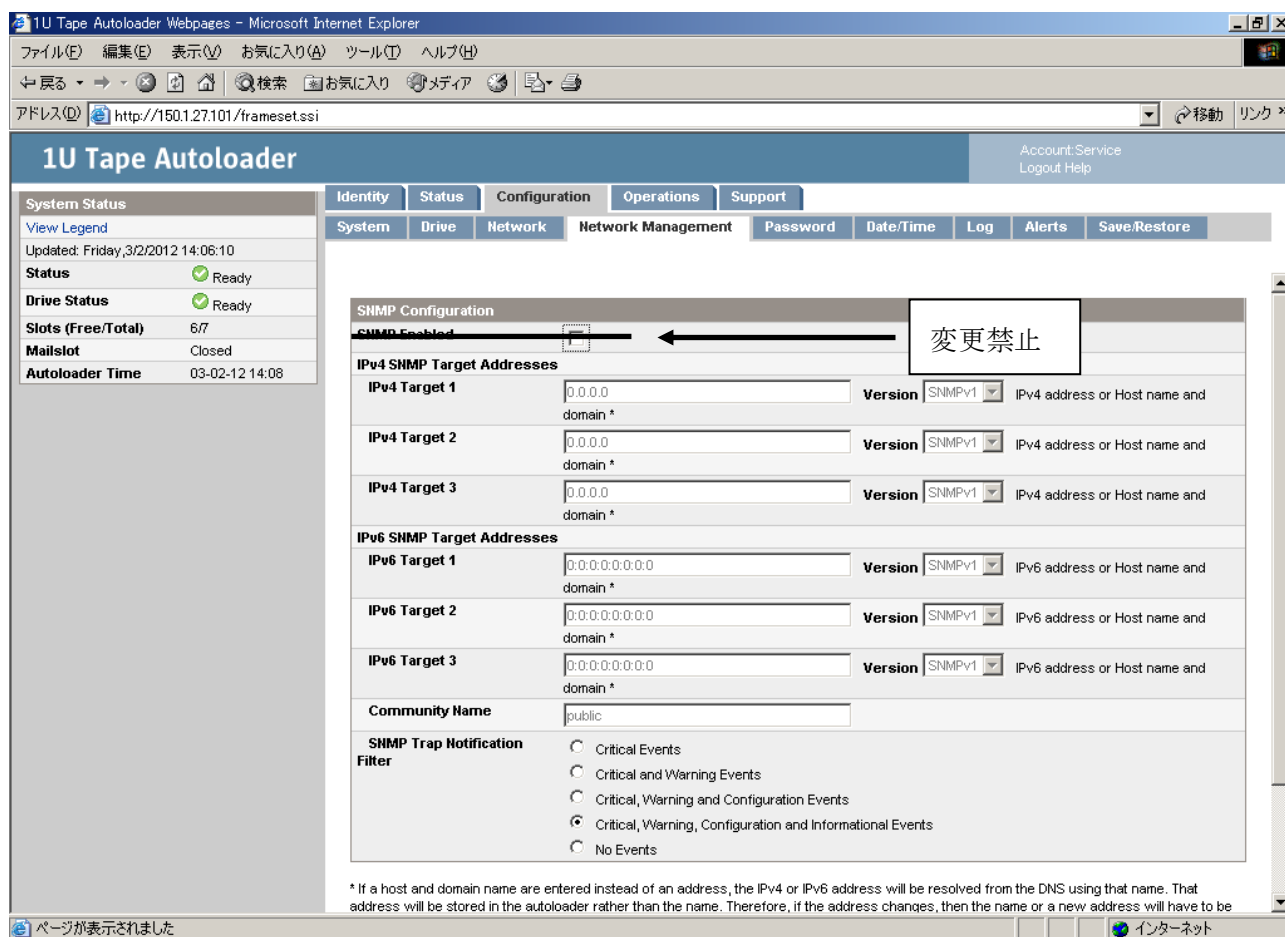 1U Tape Autoloader Webpages - Microsoft Internet Explorer
ファイル(F) 編集(E) 表示(V) お気に入り(A) ツール(T) ヘルプ(H)
戻る 検索 お気に入り メディア
アドレス(D) http://150.1.27.101/frameset.ssi 移動 リンク »
1U Tape Autoloader
Account:Service
Logout Help
System Status
View Legend
Updated: Friday,3/2/2012 14:06:10
Status Ready
Drive Status Ready
Slots (Free/Total) 6/7
Mailslot Closed
Autoloader Time 03-02-12 14:08
Identity Status Configuration Operations Support
System Drive Network Network Management Password Date/Time Log Alerts Save/Restore
SNMP Configuration
SNMP Enabled
変更禁止
IPv4 SNMP Target Addresses
IPv4 Target 1 0.0.0.0 Version SNMPv1 IPv4 address or Host name and
domain *
IPv4 Target 2 0.0.0.0 Version SNMPv1 IPv4 address or Host name and
domain *
IPv4 Target 3 0.0.0.0 Version SNMPv1 IPv4 address or Host name and
domain *
IPv6 SNMP Target Addresses
IPv6 Target 1 0:0:0:0:0:0:0:0 Version SNMPv1 IPv6 address or Host name and
domain *
IPv6 Target 2 0:0:0:0:0:0:0:0 Version SNMPv1 IPv6 address or Host name and
domain *
IPv6 Target 3 0:0:0:0:0:0:0:0 Version SNMPv1 IPv6 address or Host name and
domain *
Community Name public
SNMP Trap Notification
Filter
Critical Events
Critical and Warning Events
Critical, Warning and Configuration Events
Critical, Warning, Configuration and Informational Events
No Events
* If a host and domain name are entered instead of an address, the IPv4 or IPv6 address will be resolved from the DNS using that name. That
address will be stored in the autoloader rather than the name. Therefore, if the address changes, then the name or a new address will have to be
ページが表示されました インターネット